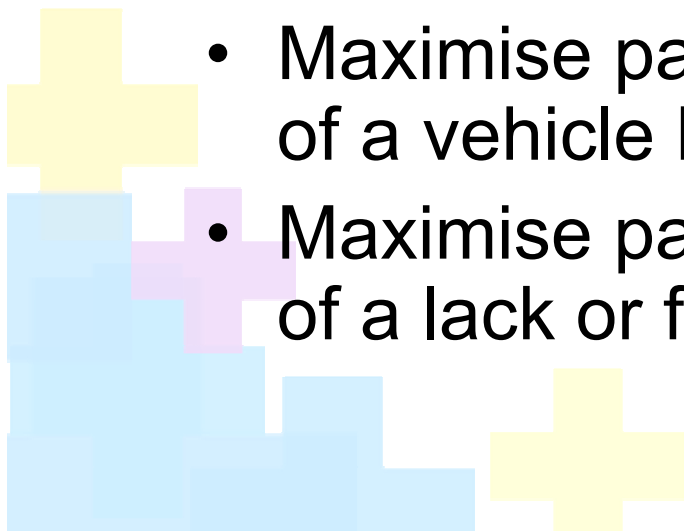 • Maximise pa
of a vehicle
• Maximise pa
of a lack or f